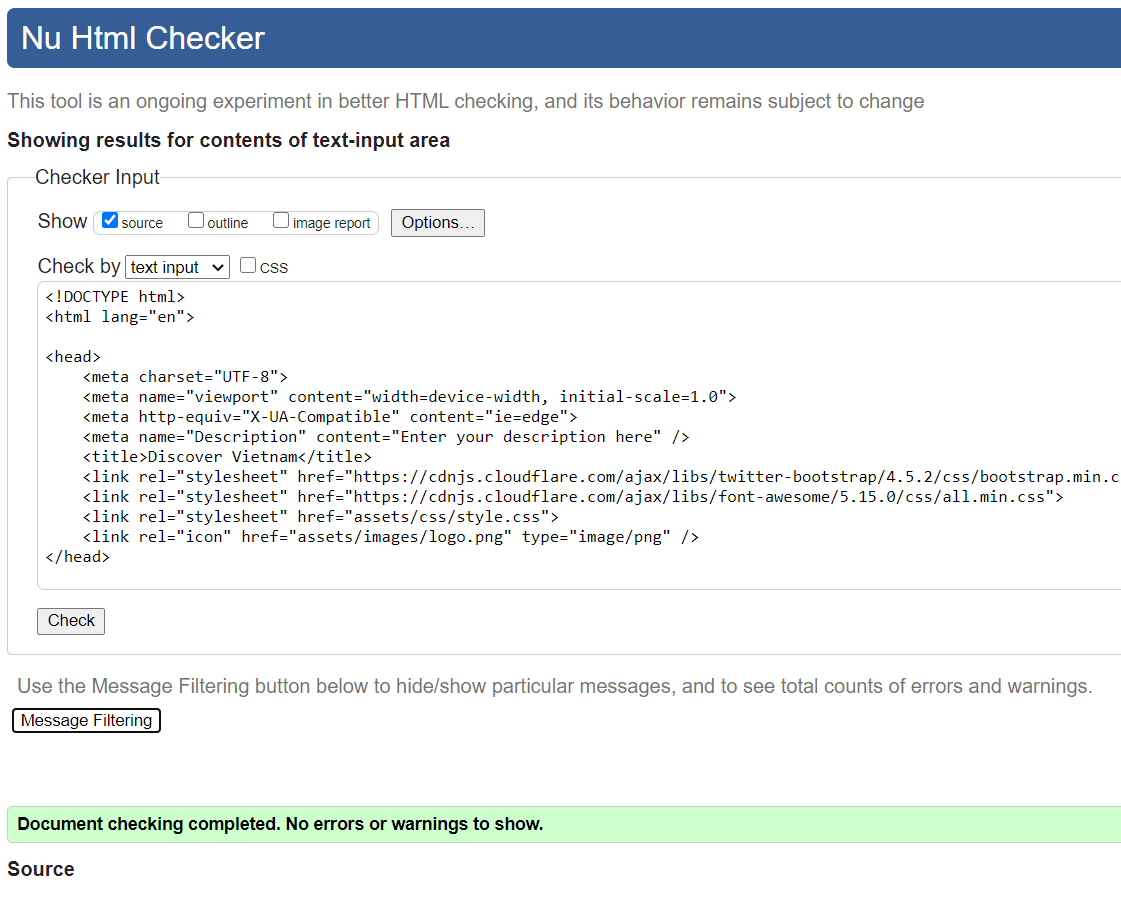 Nu Html Checker
This tool is an ongoing experiment in better HTML checking, and its behavior remains subject to change
Showing results for contents of text-input area
Checker Input
Show source outline image report Options...
Check by text input CSS
<!DOCTYPE html>
<html lang="en">
<head>
    <meta charset="UTF-8">
    <meta name="viewport" content="width=device-width, initial-scale=1.0">
    <meta http-equiv="X-UA-Compatible" content="ie=edge">
    <meta name="Description" content="Enter your description here" />
    <title>Discover Vietnam</title>
    <link rel="stylesheet" href="https://cdnjs.cloudflare.com/ajax/libs/twitter-bootstrap/4.5.2/css/bootstrap.min.c
    <link rel="stylesheet" href="https://cdnjs.cloudflare.com/ajax/libs/font-awesome/5.15.0/css/all.min.css">
    <link rel="stylesheet" href="assets/css/style.css">
    <link rel="icon" href="assets/images/logo.png" type="image/png" />
</head>
Check
Use the Message Filtering button below to hide/show particular messages, and to see total counts of errors and warnings.
Message Filtering
Document checking completed. No errors or warnings to show.
Source